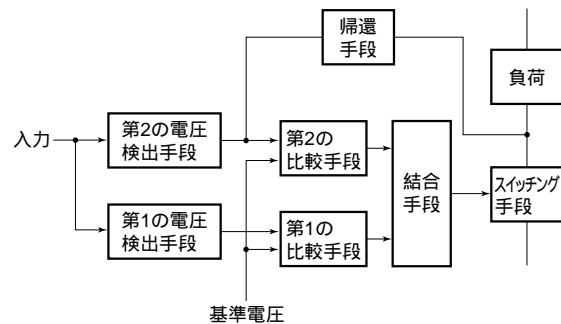 帰還
手段
負荷
入力
第2の電圧
検出手段
第2の
比較手段
結合
手段
スイッチング
手段
第1の電圧
検出手段
第1の
比較手段
基準電圧